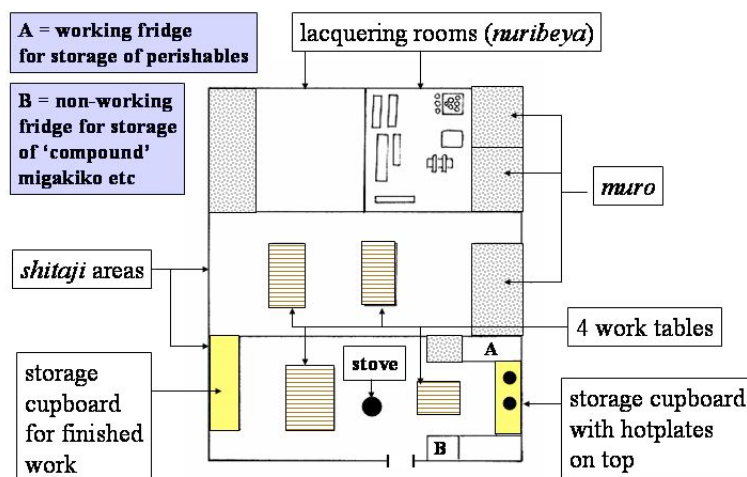 A = working fridge
for storage of perishables
lacquering rooms (nuribeya)
B = non-working
fridge for storage
of ‘compound’
migakiko etc
muro
shitaji areas
4 work tables
A
stove
storage
cupboard
for finished
work
storage cupboard
with hotplates
on top
B